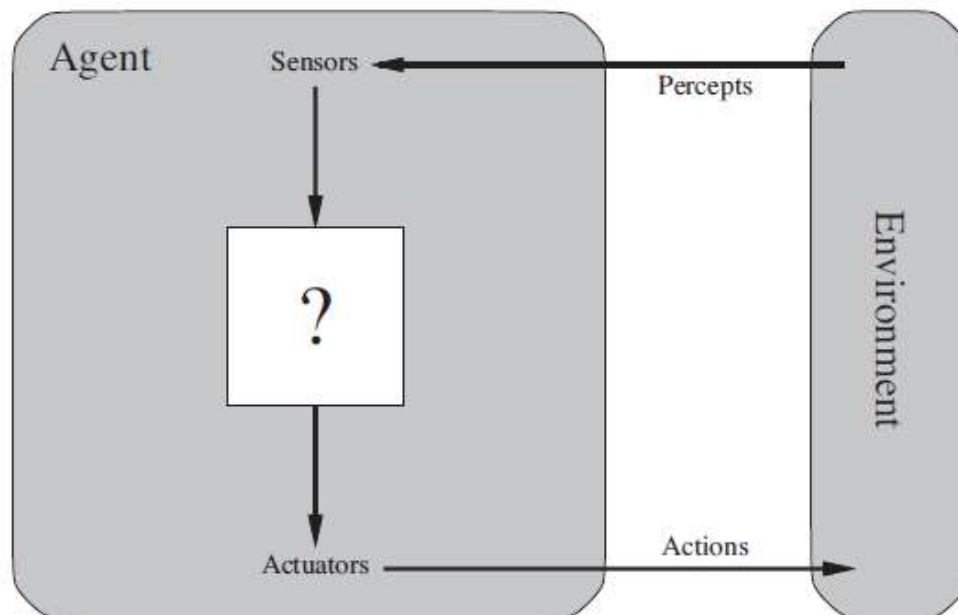 Agent
Sensors
Percepts
?
Environment
Actuators
Actions